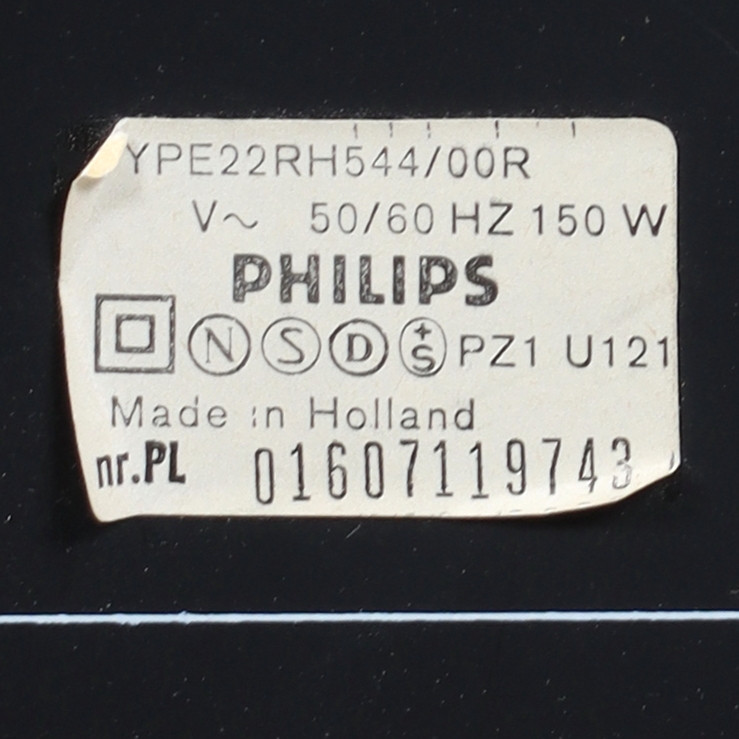 YPE22RH544/00R
V~ 50/60 HZ 150 W
PHILIPS
N S D +S PZ1 U121
Made in Holland
nr.PL 01607119743